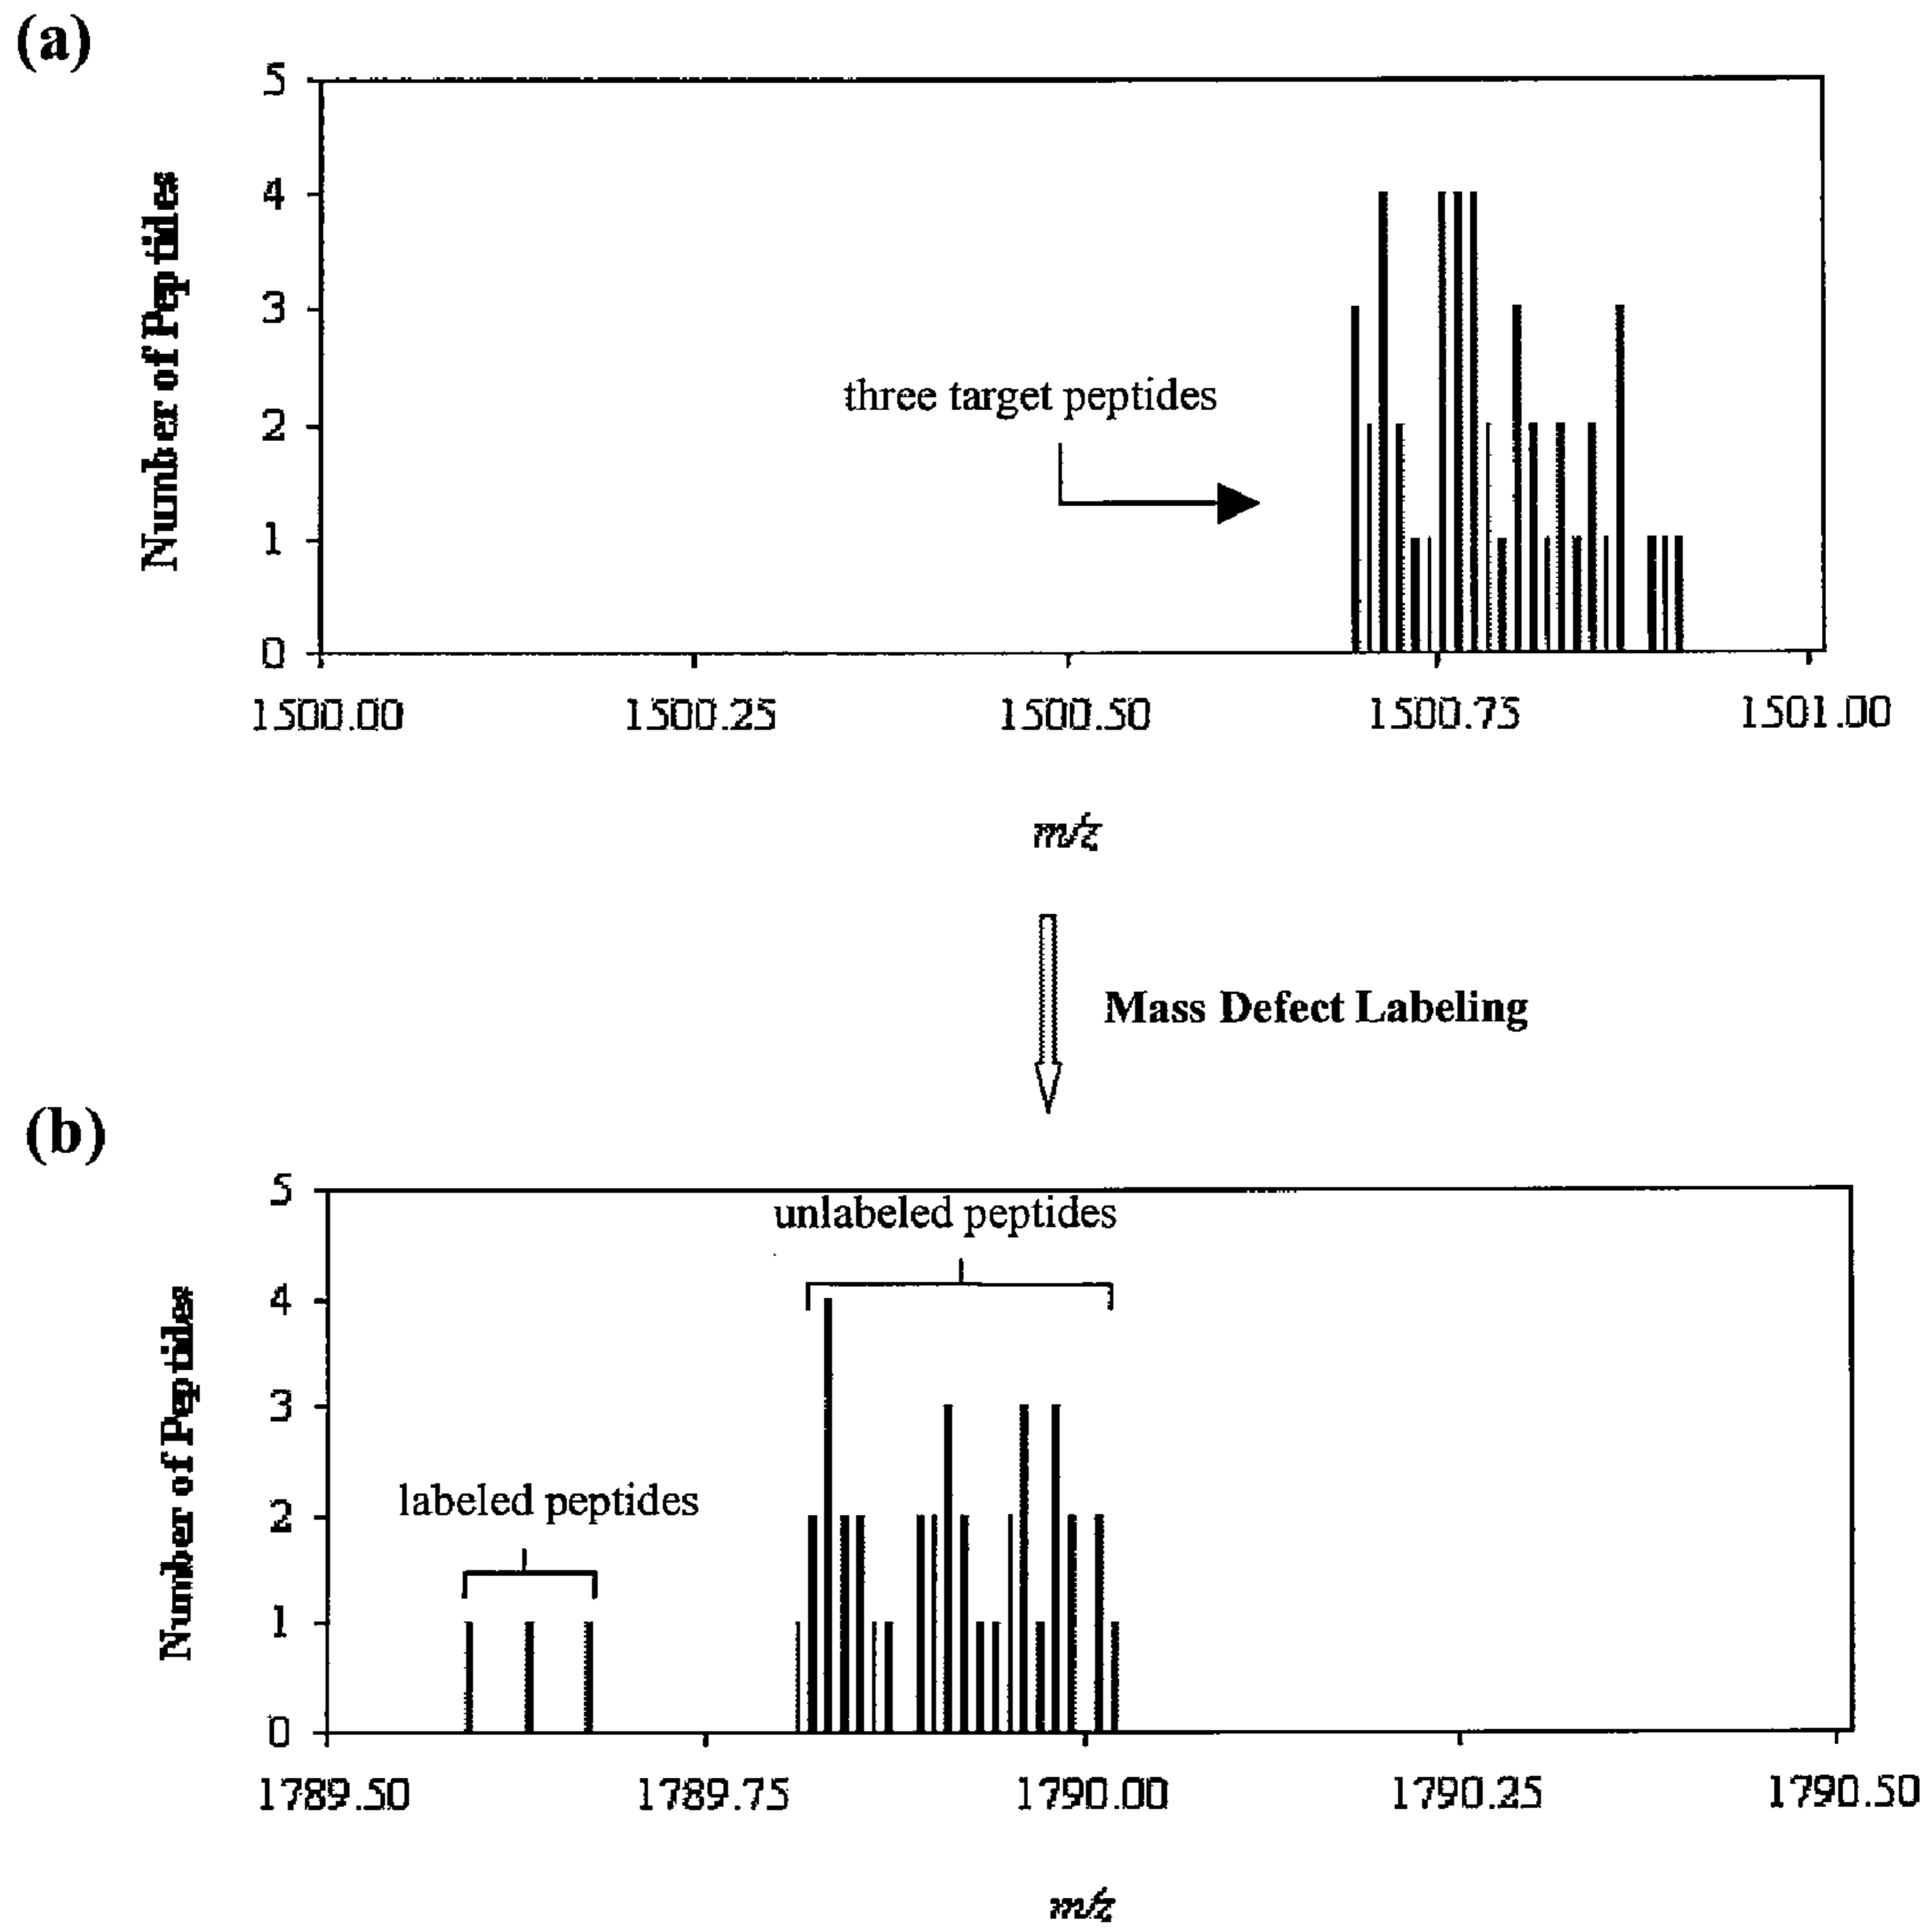 (a)
Number of Peptides
5
4
3
2
1
0
three target peptides
1500.00 1500.25 1500.50 1500.75 1501.00
m/z
Mass Defect Labeling
(b)
Number of Peptides
5
4
3
2
1
0
unlabeled peptides
labeled peptides
1789.50 1789.75 1790.00 1790.25 1790.50
m/z